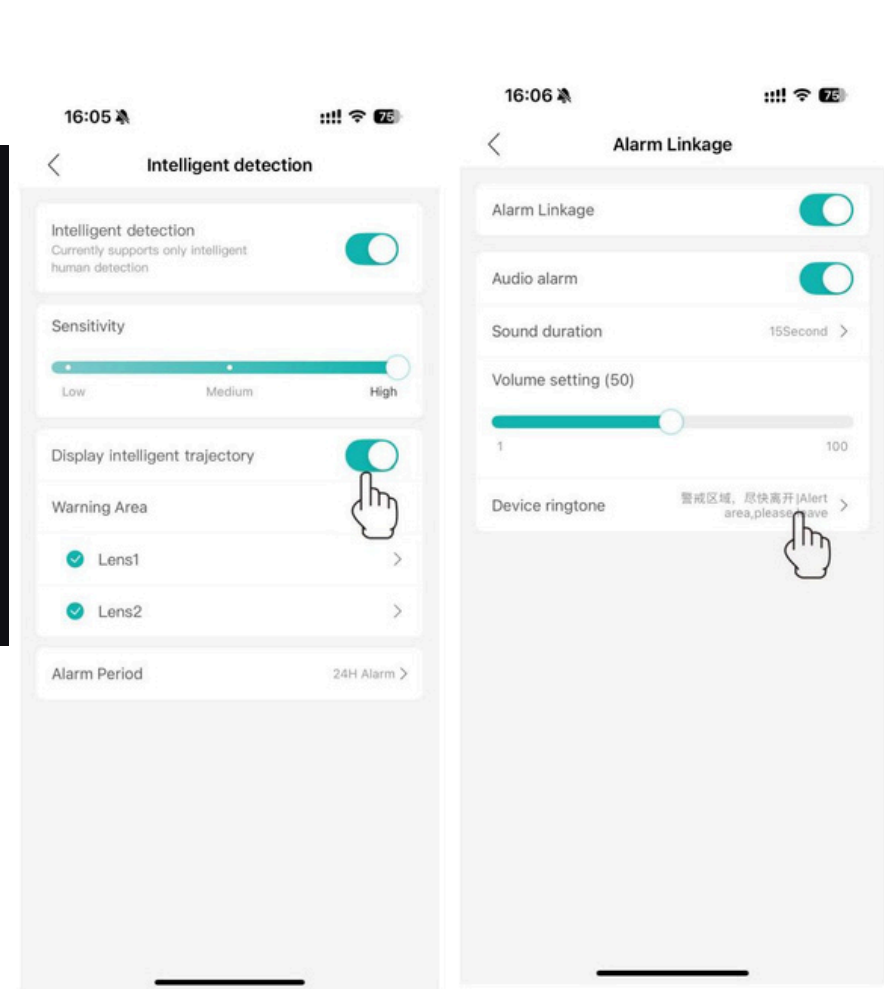 16:05
75
Intelligent detection
Intelligent detection
Currently supports only intelligent
human detection
Sensitivity
Low Medium High
Display intelligent trajectory
Warning Area
Lens1
Lens2
Alarm Period 24H Alarm
16:06
75
Alarm Linkage
Alarm Linkage
Audio alarm
Sound duration 15Second
Volume setting (50)
1 100
Device ringtone 警戒区域，尽快离开|Alert
area,please